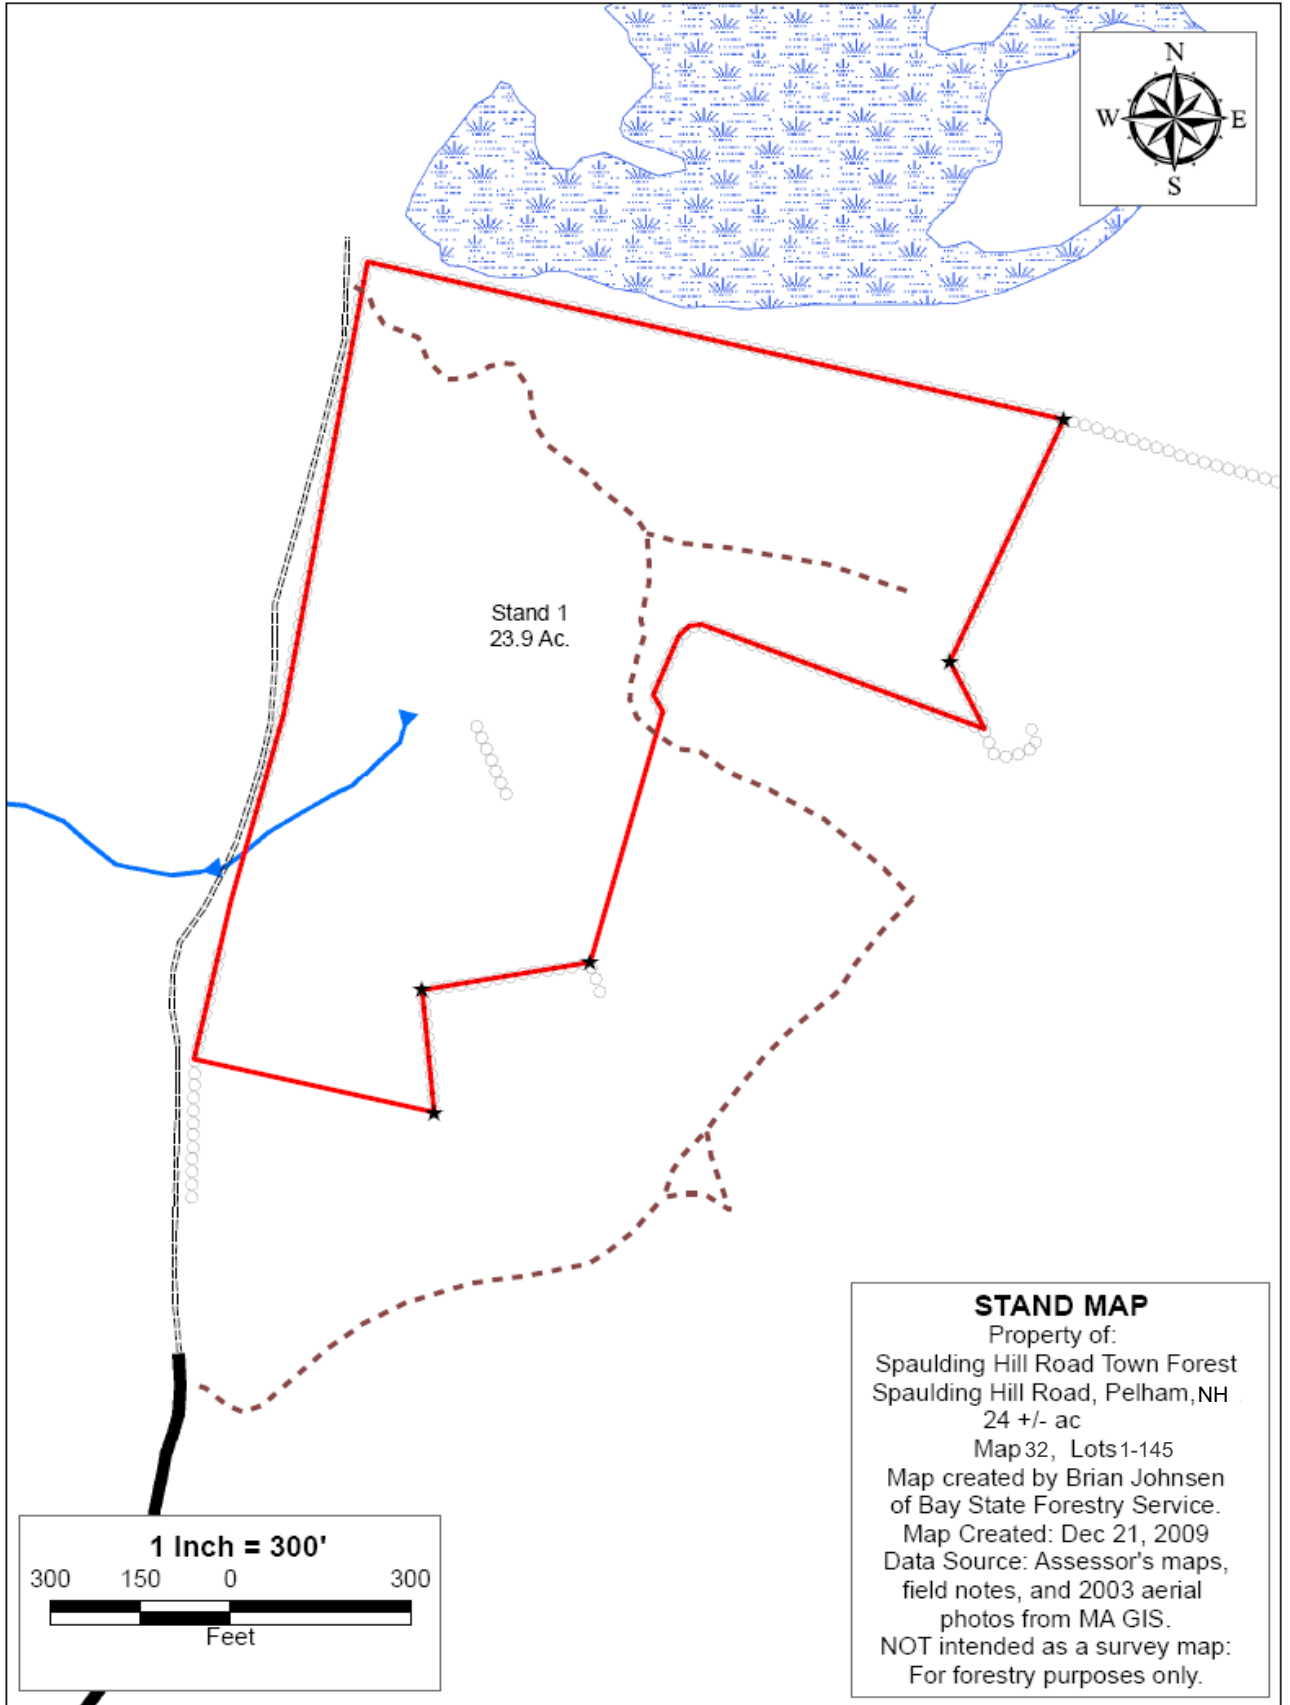 N
W E
S
Stand 1
23.9 Ac.
STAND MAP
Property of:
Spaulding Hill Road Town Forest
Spaulding Hill Road, Pelham, NH
24 +/- ac
Map 32, Lots 1-145
Map created by Brian Johnsen
of Bay State Forestry Service.
Map Created: Dec 21, 2009
Data Source: Assessor's maps,
field notes, and 2003 aerial
photos from MA GIS.
NOT intended as a survey map:
For forestry purposes only.
1 Inch = 300'
300 150 0 300
Feet